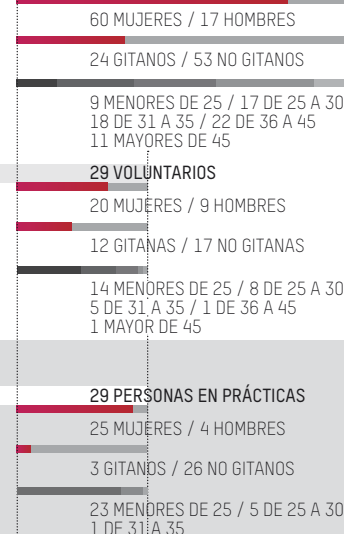 60 MUJERES / 17 HOMBRES
24 GITANOS / 53 NO GITANOS
9 MENORES DE 25 / 17 DE 25 A 30
18 DE 31 A 35 / 22 DE 36 A 45
11 MAYORES DE 45
29 VOLUNTARIOS
20 MUJERES / 9 HOMBRES
12 GITANAS / 17 NO GITANAS
14 MENORES DE 25 / 8 DE 25 A 30
5 DE 31 A 35 / 1 DE 36 A 45
1 MAYOR DE 45
29 PERSONAS EN PRÁCTICAS
25 MUJERES / 4 HOMBRES
3 GITANOS / 26 NO GITANOS
23 MENORES DE 25 / 5 DE 25 A 30
1 DE 31 A 35